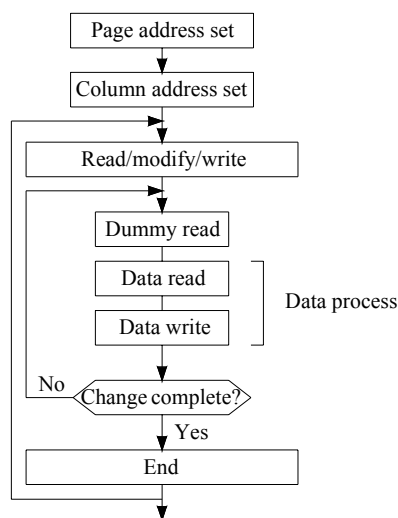 Page address set
Column address set
Read/modify/write
Dummy read
Data read
Data process
Data write
No
Change complete?
Yes
End